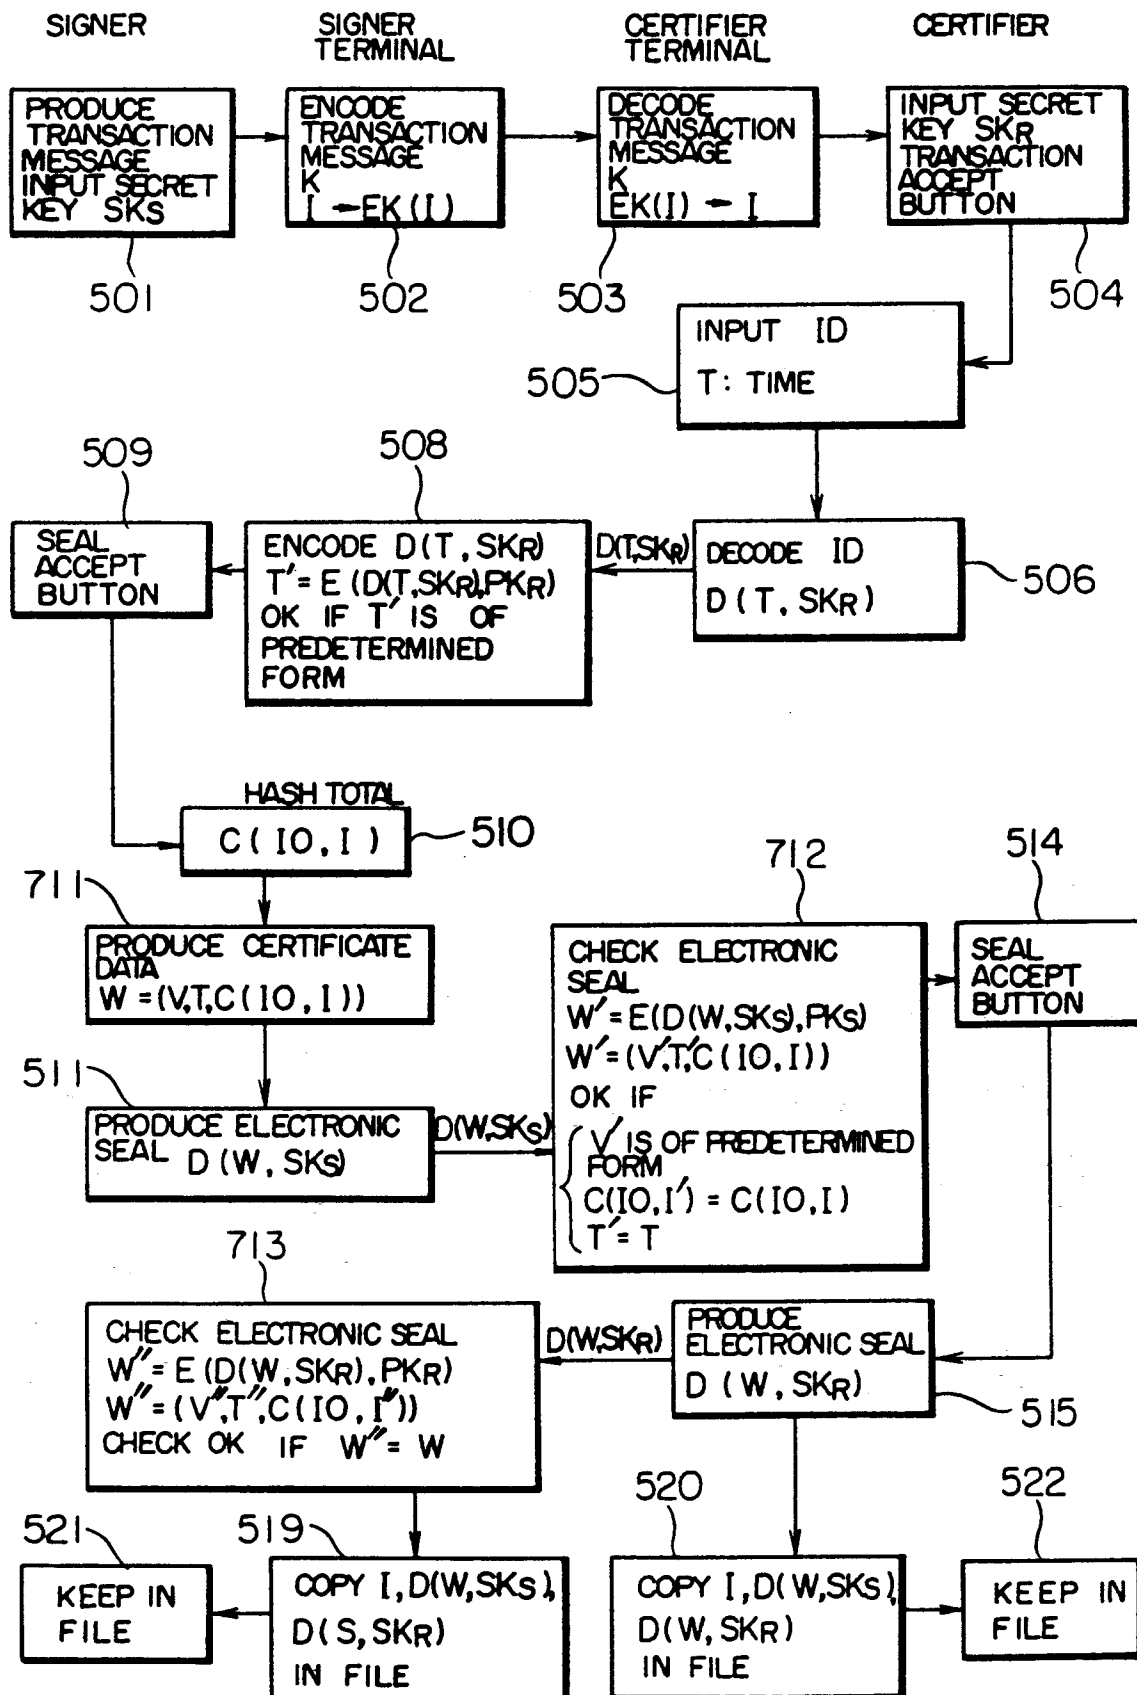 SIGNER
SIGNER
TERMINAL
CERTIFIER
TERMINAL
CERTIFIER
PRODUCE
TRANSACTION
MESSAGE
INPUT SECRET
KEY SKS
501
ENCODE
TRANSACTION
MESSAGE
K
I → EK(I)
502
DECODE
TRANSACTION
MESSAGE
K
EK(I) → I
503
INPUT SECRET
KEY SKR
TRANSACTION
ACCEPT
BUTTON
504
INPUT ID
T: TIME
505
509
SEAL
ACCEPT
BUTTON
508
ENCODE D(T, SKR)
T′= E (D(T,SKR),PKR)
OK IF T′ IS OF
PREDETERMINED
FORM
D(T,SKR)
DECODE ID
D(T, SKR)
506
HASH TOTAL
C(IO, I)
510
711
PRODUCE CERTIFICATE
DATA
W=(V,T,C(IO, I))
511
PRODUCE ELECTRONIC
SEAL D(W, SKS)
D(W,SKS)
712
CHECK ELECTRONIC
SEAL
W′=E(D(W,SKS),PKS)
W′=(V′,T′,C(IO, I))
OK IF
V′ IS OF PREDETERMINED
FORM
C(IO, I′) = C(IO, I)
T′= T
514
SEAL
ACCEPT
BUTTON
713
CHECK ELECTRONIC SEAL
W″= E (D(W, SKR), PKR)
W″=(V″,T″,C(IO, I″))
CHECK OK IF W″= W
D(W,SKR)
PRODUCE
ELECTRONIC SEAL
D (W, SKR)
515
521
KEEP IN
FILE
519
COPY I, D(W,SKS),
D(S, SKR)
IN FILE
520
COPY I, D(W,SKS),
D(W, SKR)
IN FILE
522
KEEP IN
FILE